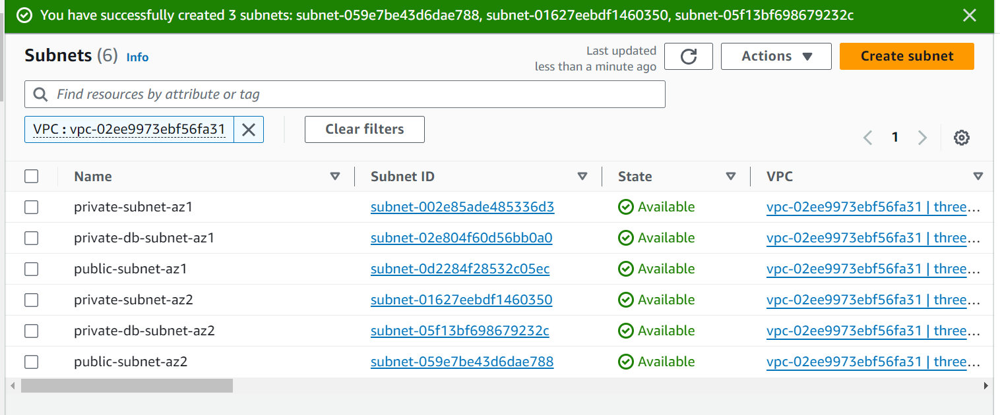 You have successfully created 3 subnets: subnet-059e7be43d6dae788, subnet-01627eebdf1460350, subnet-05f13bf698679232c
Subnets (6) Info
Last updated
less than a minute ago
Actions
Create subnet
Find resources by attribute or tag
VPC : vpc-02ee9973ebf56fa31
Clear filters
1
Name Subnet ID State VPC
private-subnet-az1 subnet-002e85ade485336d3 Available vpc-02ee9973ebf56fa31 | three…
private-db-subnet-az1 subnet-02e804f60d56bb0a0 Available vpc-02ee9973ebf56fa31 | three…
public-subnet-az1 subnet-0d2284f28532c05ec Available vpc-02ee9973ebf56fa31 | three…
private-subnet-az2 subnet-01627eebdf1460350 Available vpc-02ee9973ebf56fa31 | three…
private-db-subnet-az2 subnet-05f13bf698679232c Available vpc-02ee9973ebf56fa31 | three…
public-subnet-az2 subnet-059e7be43d6dae788 Available vpc-02ee9973ebf56fa31 | three…